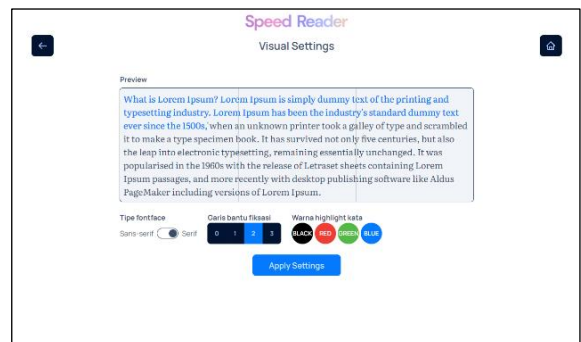 Speed Reader
Visual Settings
Preview
What is Lorem Ipsum? Lorem Ipsum is simply dummy text of the printing and
typesetting industry. Lorem Ipsum has been the industry's standard dummy text
ever since the 1500s, when an unknown printer took a galley of type and scrambled
it to make a type specimen book. It has survived not only five centuries, but also
the leap into electronic typesetting, remaining essentially unchanged. It was
popularised in the 1960s with the release of Letraset sheets containing Lorem
Ipsum passages, and more recently with desktop publishing software like Aldus
PageMaker including versions of Lorem Ipsum.
Tipe fontface Garis bantu fiksasi Warna highlight kata
Sans-serif Serif 0 1 2 3 BLACK RED GREEN BLUE
Apply Settings